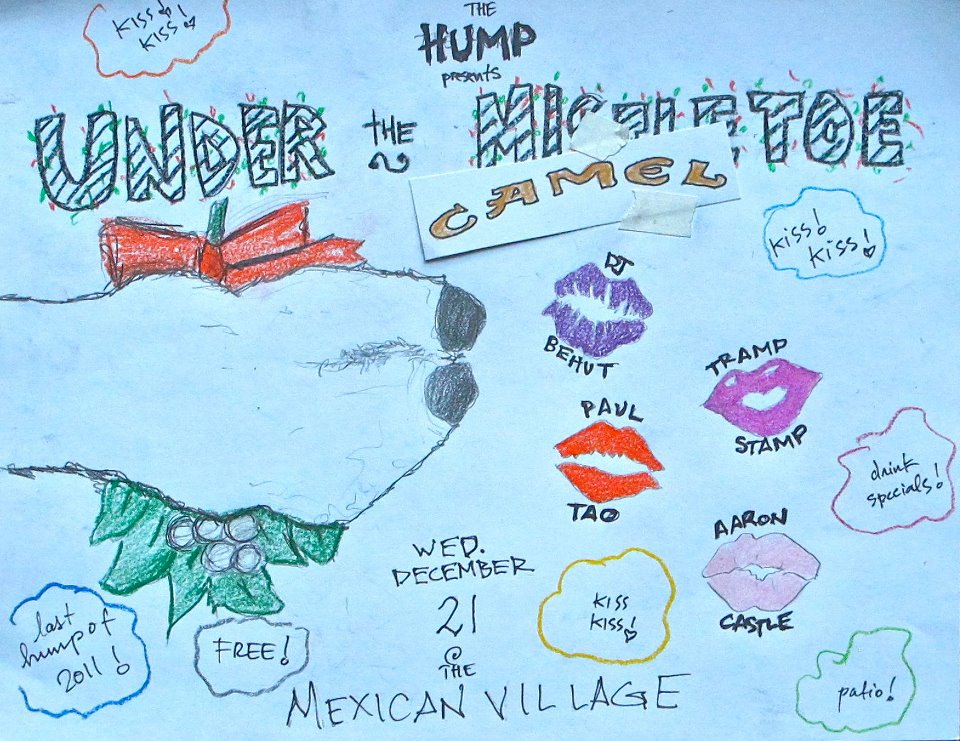 THE
HUMP
presents
KISS
KISS!
UNDER THE MISTLETOE
CAMEL
KISS!
KISS!
DJ
BEHUT
TRAMP
STAMP
PAUL
TAO
drink
specials!
AARON
CASTLE
WED.
DECEMBER
21
@
THE
MEXICAN VILLAGE
KISS
KISS!
last
hump of
2011!
FREE!
patio!